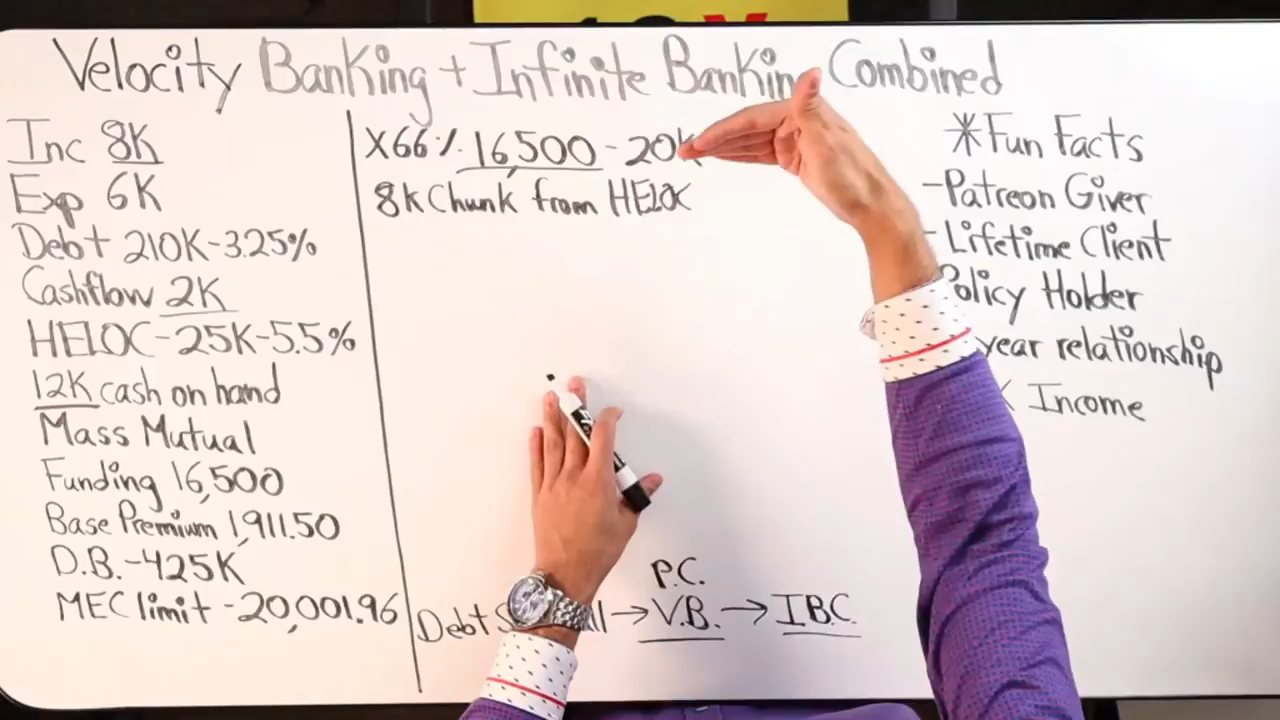 Velocity Banking + Infinite Banking Combined
Inc 8K
Exp 6K
Debt 210K-3.25%
Cashflow 2K
HELOC-25K-5.5%
12K cash on hand
Mass Mutual
Funding 16,500
Base Premium 1,911.50
D.B.-425K
MEC limit -20,001.96
X66% 16,500 - 20K
8k Chunk from HELOC
P.C.
Debt → V.B. → I.B.C.
*Fun Facts
-Patreon Giver
-Lifetime Client
Policy Holder
year relationship
Income